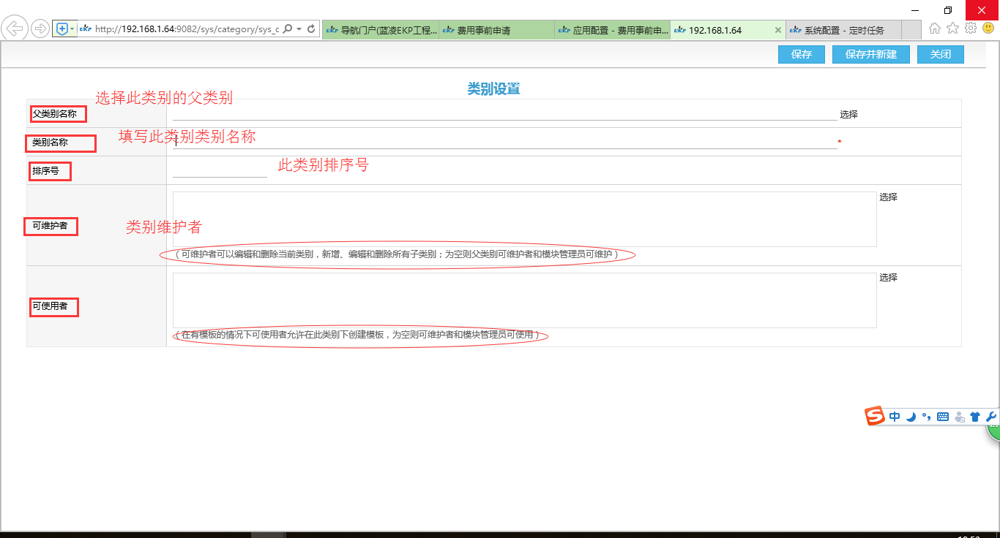 http://192.168.1.64:9082/sys/category/sys_c
EKP 导航门户(蓝凌EKP工程...
EKP 费用事前申请
EKP 应用配置 - 费用事前申...
EKP 192.168.1.64
EKP 系统配置 - 定时任务
保存 保存并新建 关闭
类别设置
选择此类别的父类别
父类别名称 选择
填写此类别类别名称
类别名称 *
此类别排序号
排序号
选择
可维护者 类别维护者
(可维护者可以编辑和删除当前类别，新增、编辑和删除所有子类别；为空则父类别可维护者和模块管理员可维护)
选择
可使用者
(在有模板的情况下可使用者允许在此类别下创建模板，为空则可维护者和模块管理员可使用)
S 中